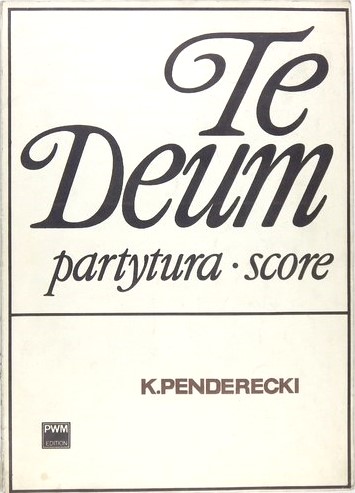 Te
Deum
partytura · score
K.PENDERECKI
PWM
EDITION